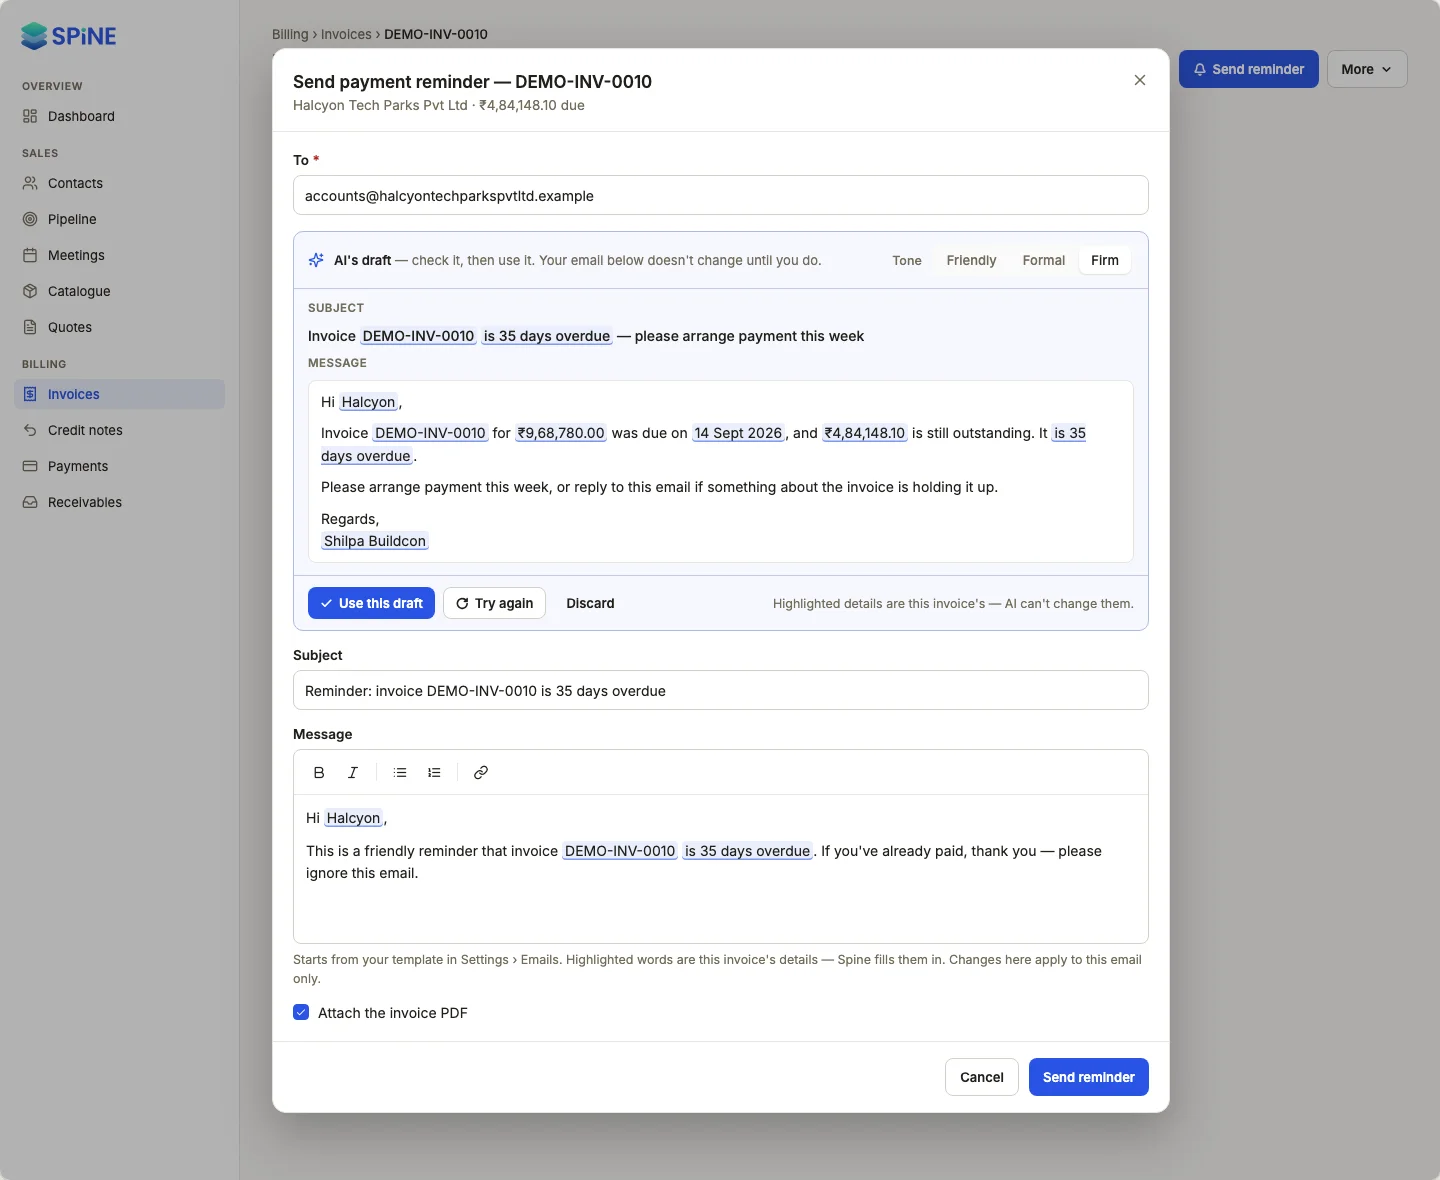 SPiNE
OVERVIEW
Dashboard
SALES
Contacts
Pipeline
Meetings
Catalogue
Quotes
BILLING
Invoices
Credit notes
Payments
Receivables
Billing › Invoices › DEMO-INV-0010
Send reminder
More
Send payment reminder — DEMO-INV-0010
Halcyon Tech Parks Pvt Ltd · ₹4,84,148.10 due
To *
accounts@halcyontechparkspvtltd.example
AI's draft — check it, then use it. Your email below doesn't change until you do.
Tone
Friendly
Formal
Firm
SUBJECT
Invoice DEMO-INV-0010 is 35 days overdue — please arrange payment this week
MESSAGE
Hi Halcyon,
Invoice DEMO-INV-0010 for ₹9,68,780.00 was due on 14 Sept 2026, and ₹4,84,148.10 is still outstanding. It is 35
days overdue.
Please arrange payment this week, or reply to this email if something about the invoice is holding it up.
Regards,
Shilpa Buildcon
Use this draft
Try again
Discard
Highlighted details are this invoice's — AI can't change them.
Subject
Reminder: invoice DEMO-INV-0010 is 35 days overdue
Message
B
I
Hi Halcyon,
This is a friendly reminder that invoice DEMO-INV-0010 is 35 days overdue. If you've already paid, thank you — please
ignore this email.
Starts from your template in Settings › Emails. Highlighted words are this invoice's details — Spine fills them in. Changes here apply to this email
only.
Attach the invoice PDF
Cancel
Send reminder